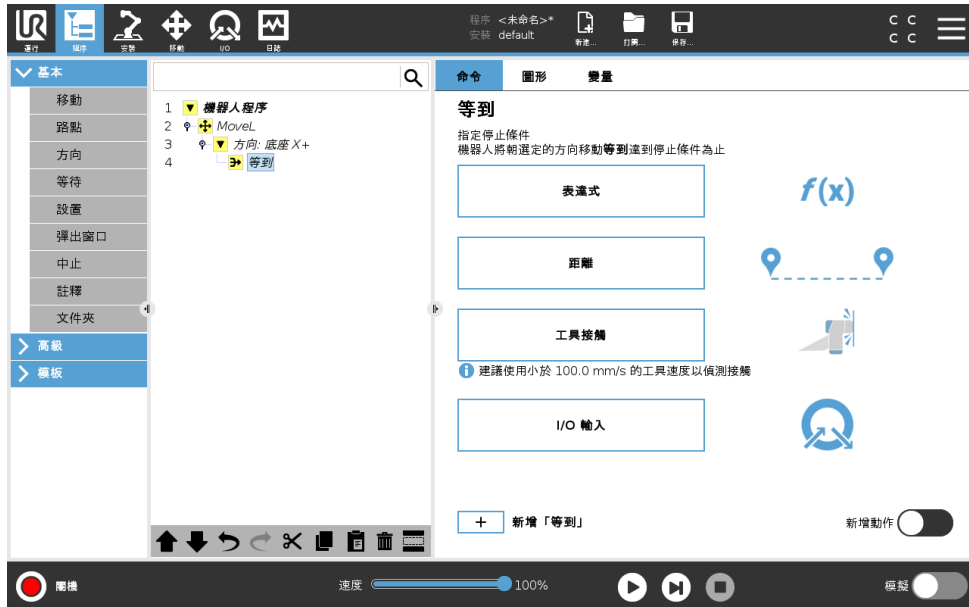 UR
運行
程序
安裝
移動
I/O
日誌
程序 <未命名>*
安裝 default
新建...
打開...
保存...
C C
C C
基本
移動
路點
方向
等待
設置
彈出窗口
中止
註釋
文件夾
高級
模板
1 機器人程序
2 MoveL
3 方向: 底座 X+
4 等到
命令
圖形
變量
等到
指定停止條件
機器人將朝選定的方向移動等到達到停止條件為止
表達式
f(x)
距離
工具接觸
建議使用小於 100.0 mm/s 的工具速度以偵測接觸
I/O 輸入
+ 新增「等到」
新增動作
關機
速度
100%
模擬